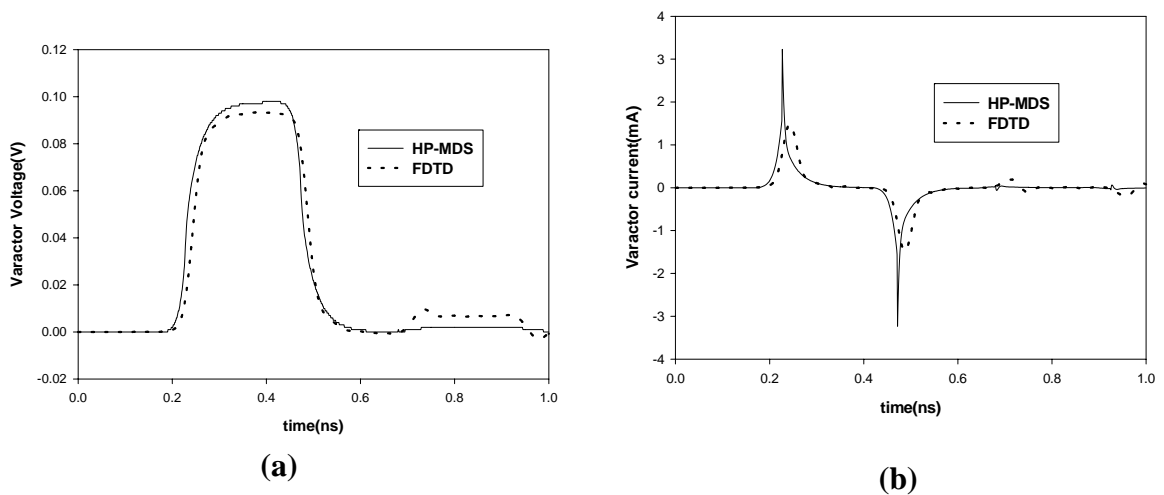 0.12
0.10
0.08
0.06
0.04
0.02
0.00
-0.02
Varactor Voltage(V)
HP-MDS
FDTD
0.0 0.2 0.4 0.6 0.8 1.0
time(ns)
(a)
4
3
2
1
0
-1
-2
-3
-4
Varactor current(mA)
HP-MDS
FDTD
0.0 0.2 0.4 0.6 0.8 1.0
time(ns)
(b)